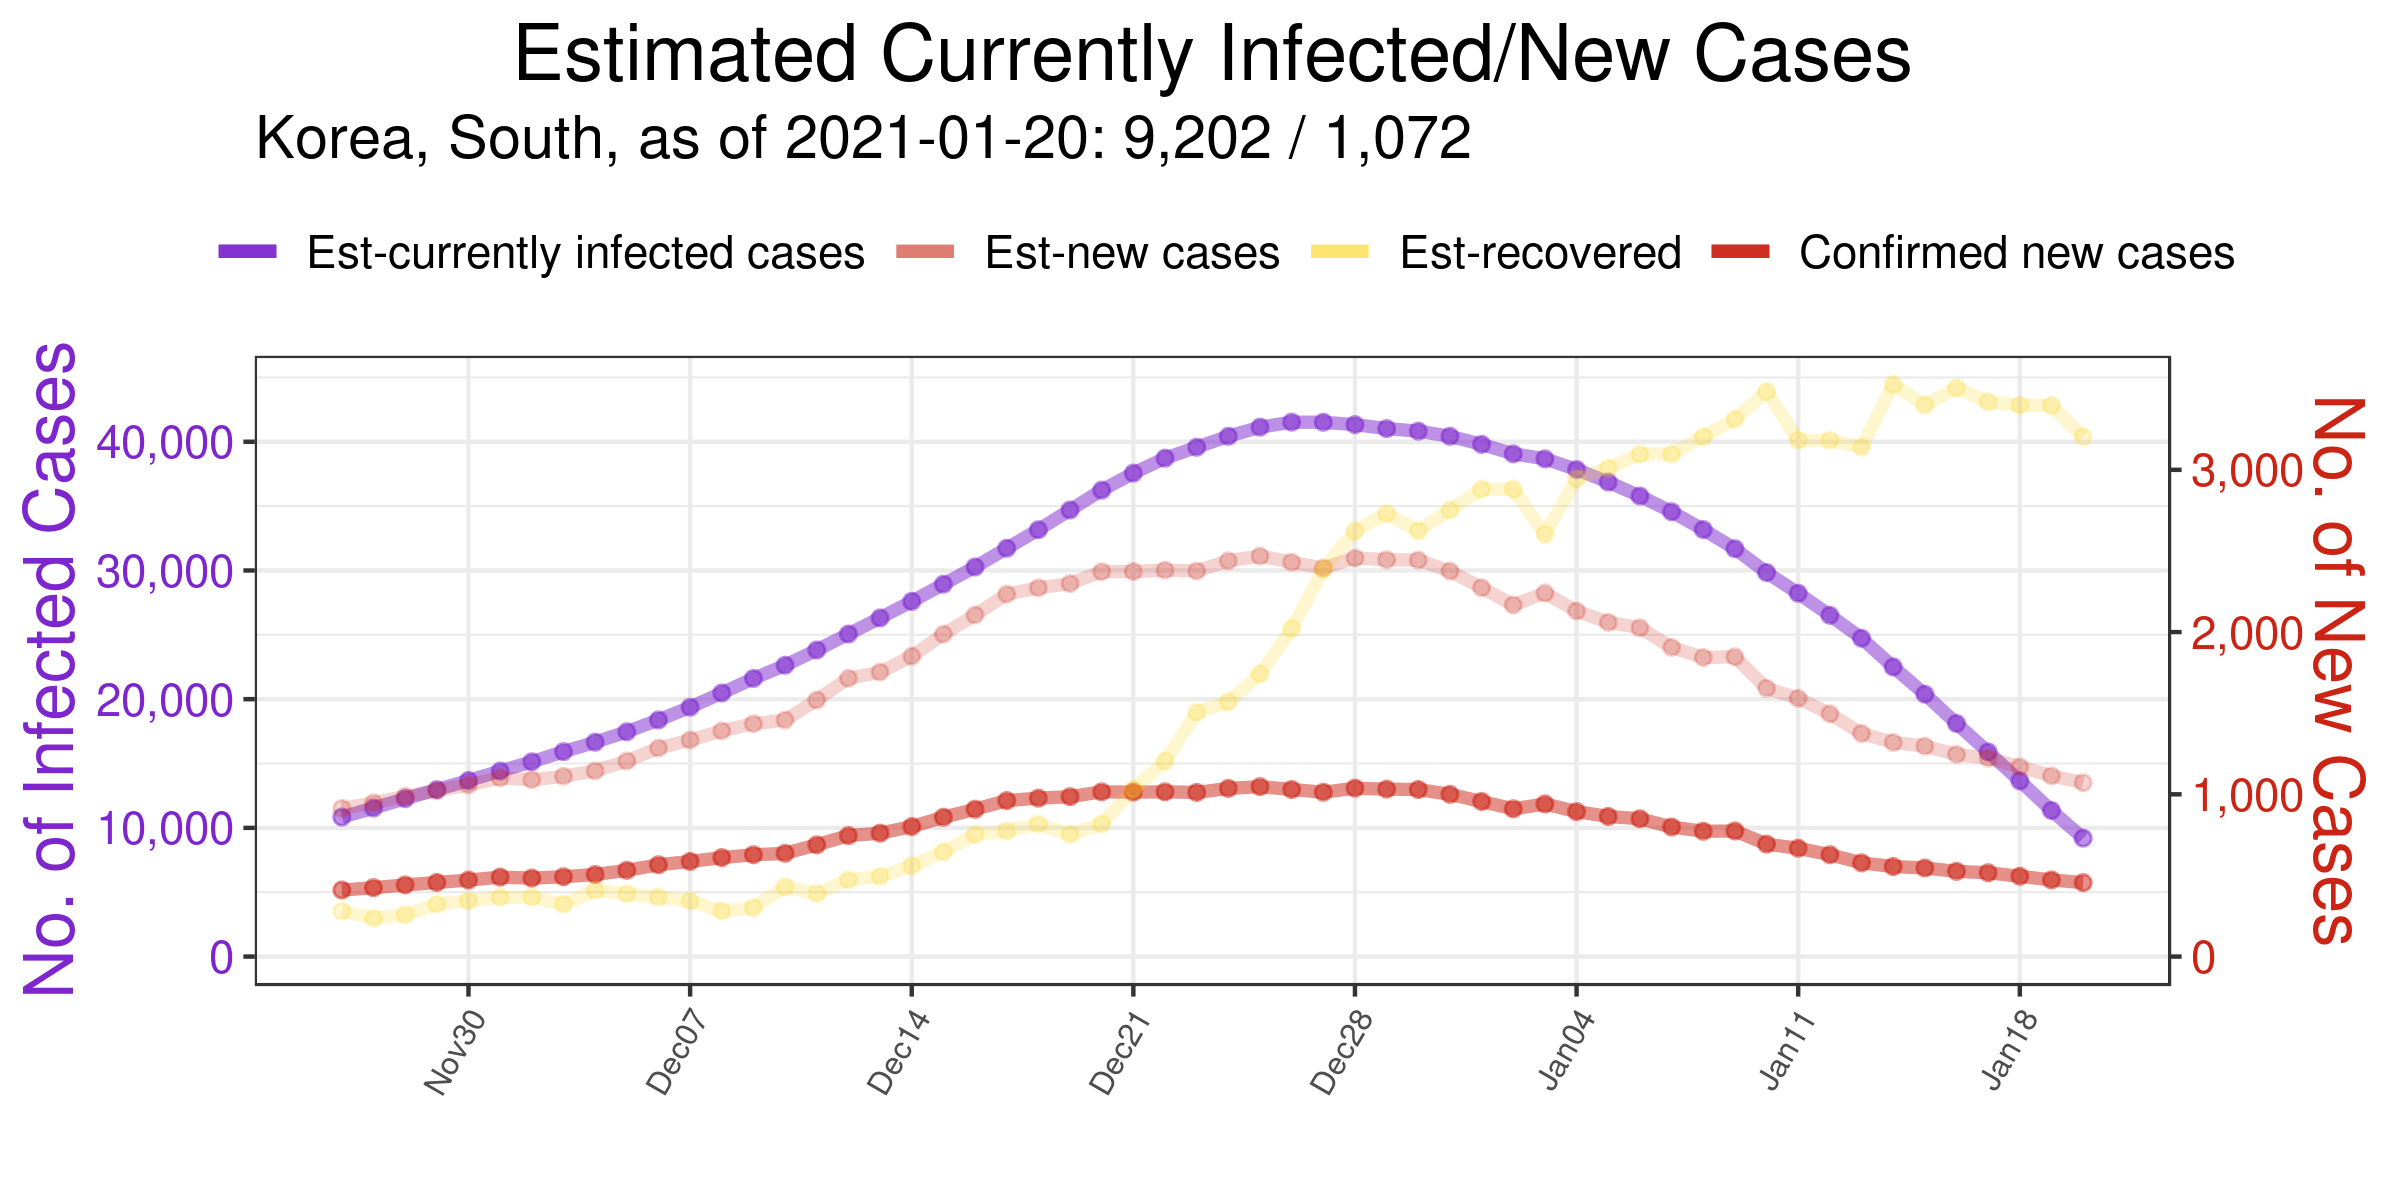 Estimated Currently Infected/New Cases
Korea, South, as of 2021-01-20: 9,202 / 1,072
Est-currently infected cases Est-new cases Est-recovered Confirmed new cases
No. of Infected Cases
40,000
30,000
20,000
10,000
0
No. of New Cases
3,000
2,000
1,000
0
Nov30 Dec07 Dec14 Dec21 Dec28 Jan04 Jan11 Jan18